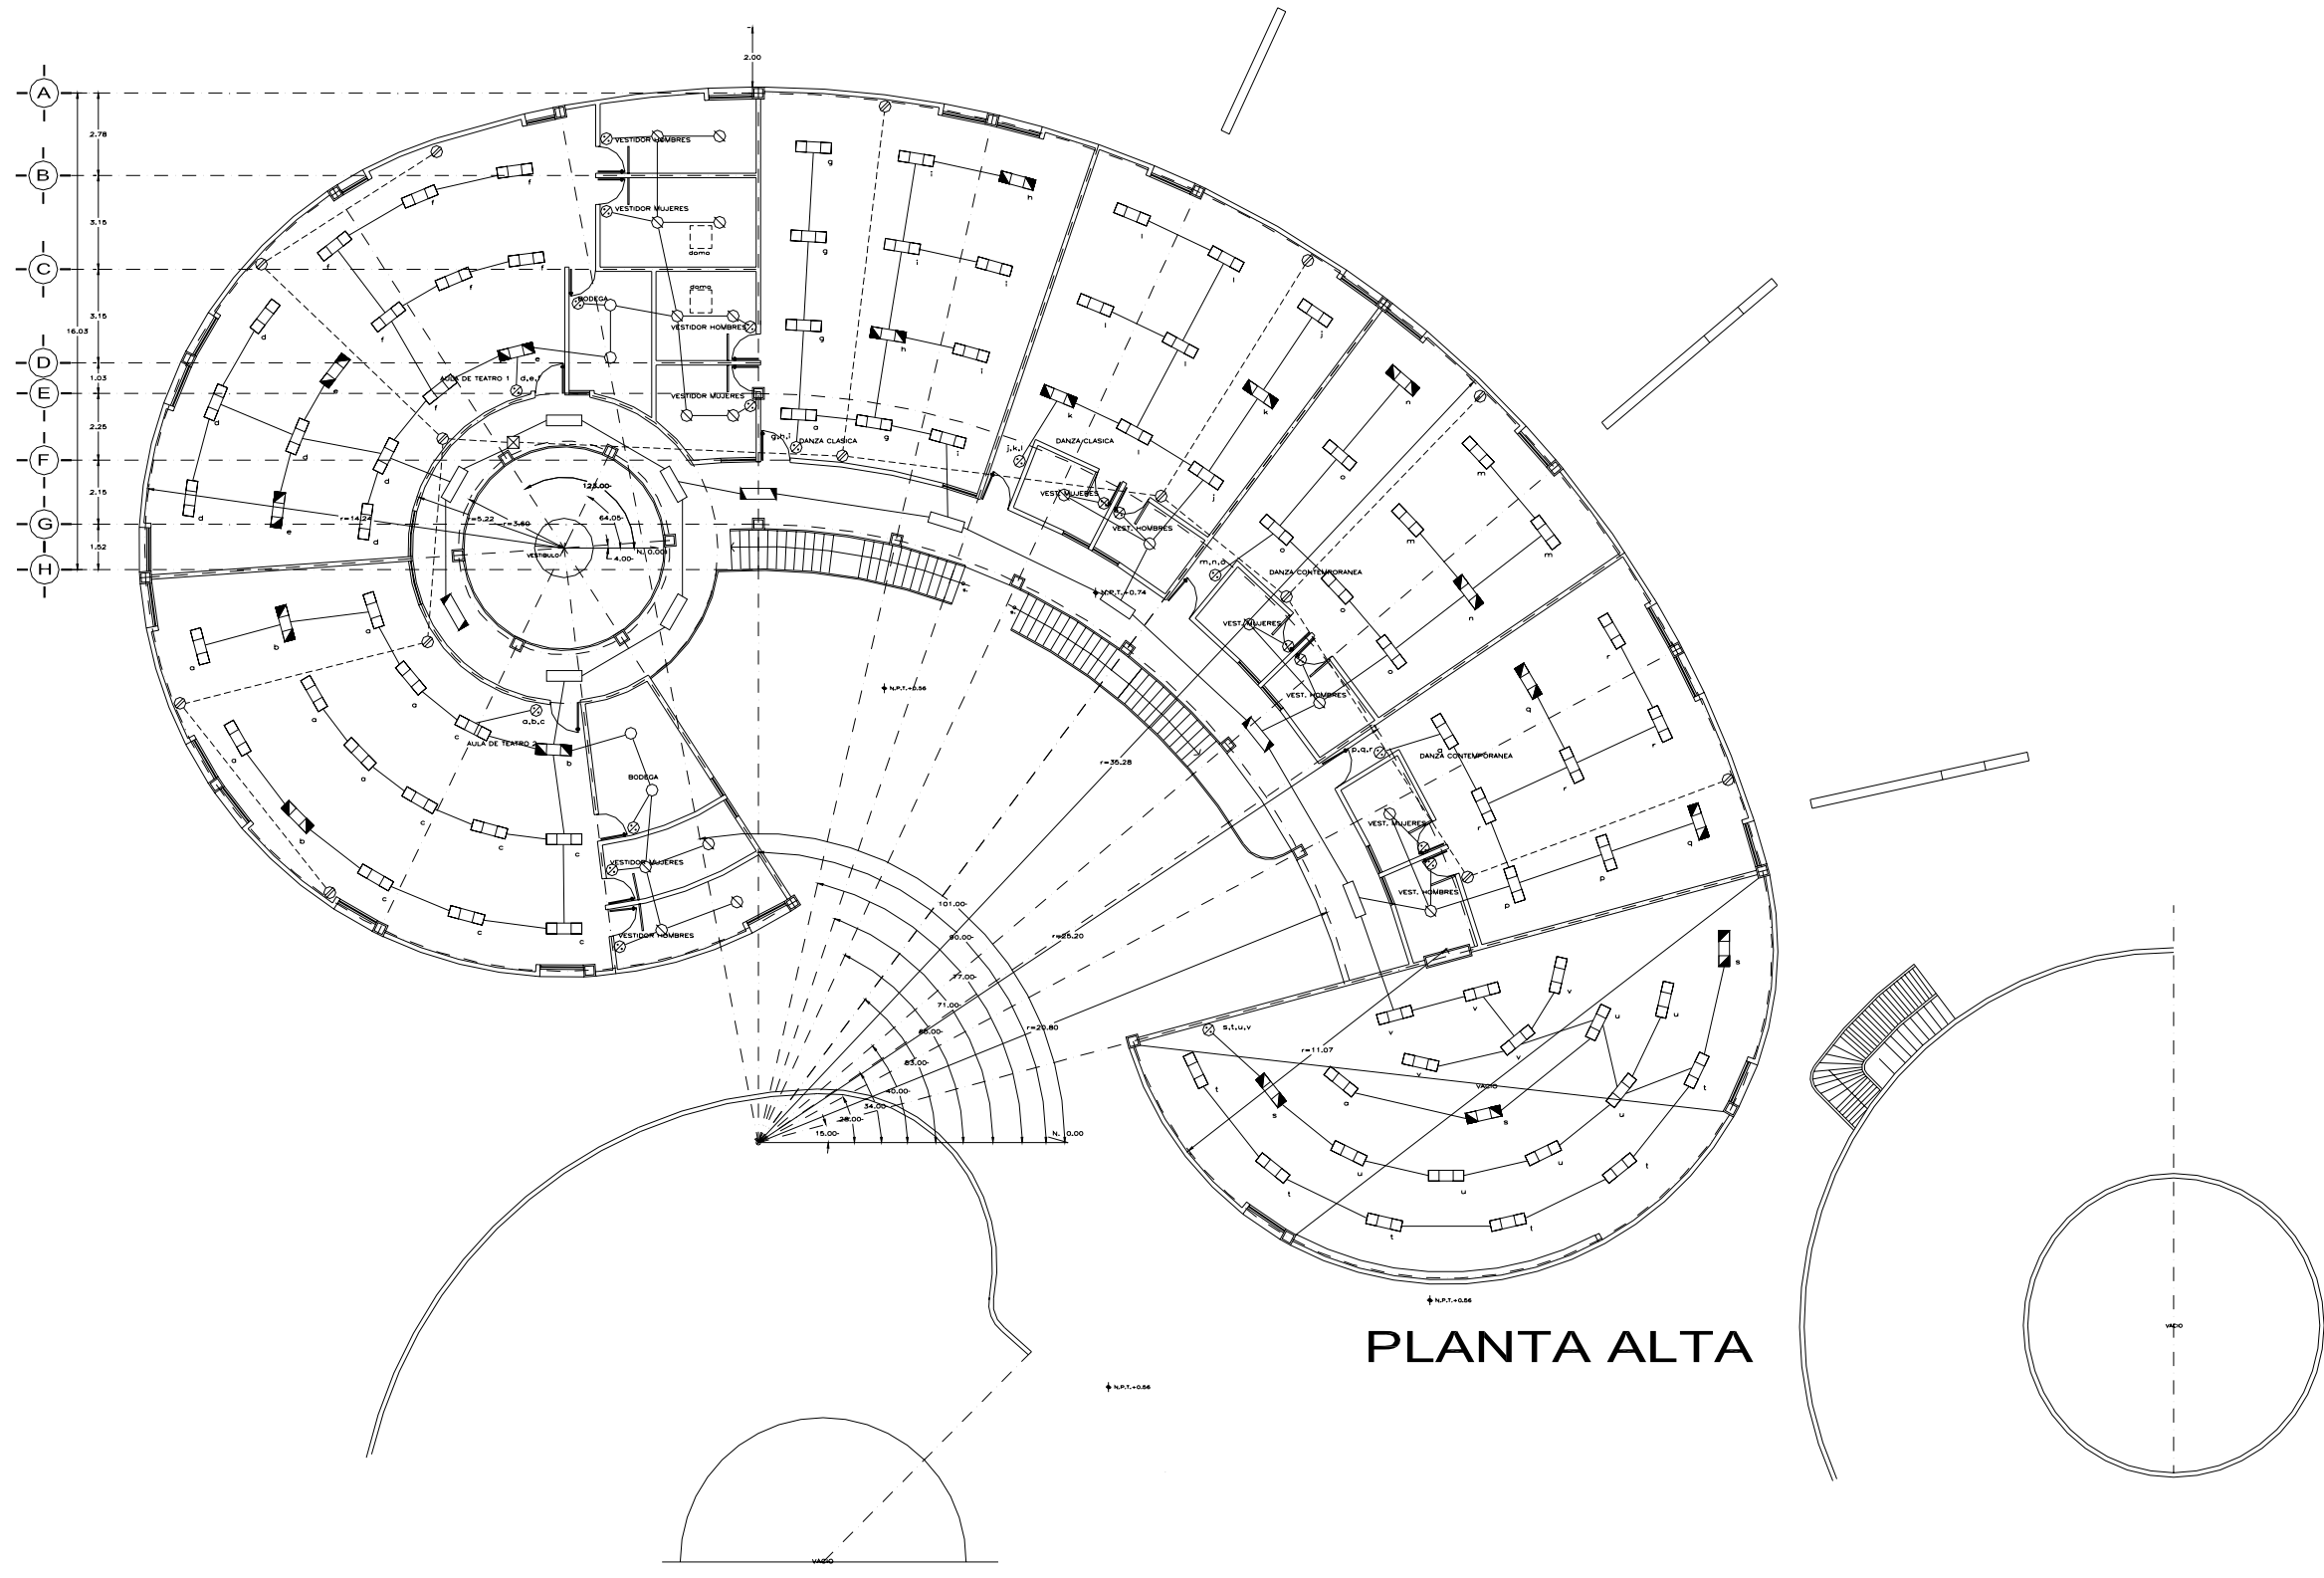 2.00
A
2.78
B
3.15
C
3.15
16.03
D
1.03
E
2.25
F
2.15
G
1.52
H
VESTIDOR HOMBRES
VESTIDOR MUJERES
domo
domo
BODEGA
VESTIDOR HOMBRES
VESTIDOR MUJERES
AULA DE TEATRO 1
DANZA CLASICA
g,h,i
DANZA CLASICA
j,k,l
VEST. MUJERES
VEST. HOMBRES
m,n,o
DANZA CONTEMPORANEA
VEST. MUJERES
VEST. HOMBRES
p,q,r
DANZA CONTEMPORANEA
VEST. MUJERES
VEST. HOMBRES
r=14.24
r=5.22
r=3.60
123.00
64.05
4.00
N. 0.00
VESTIBULO
N.P.T.+0.74
N.P.T.+0.56
a,b,c
AULA DE TEATRO 2
BODEGA
VESTIDOR MUJERES
VESTIDOR HOMBRES
r=35.28
r=25.20
r=20.80
101.00
90.00
77.00
71.00
65.00
53.00
40.00
34.00
28.00
15.00
N. 0.00
s,t,u,v
r=11.07
VACIO
N.P.T.+0.56
PLANTA ALTA
N.P.T.+0.56
VACIO
VACIO